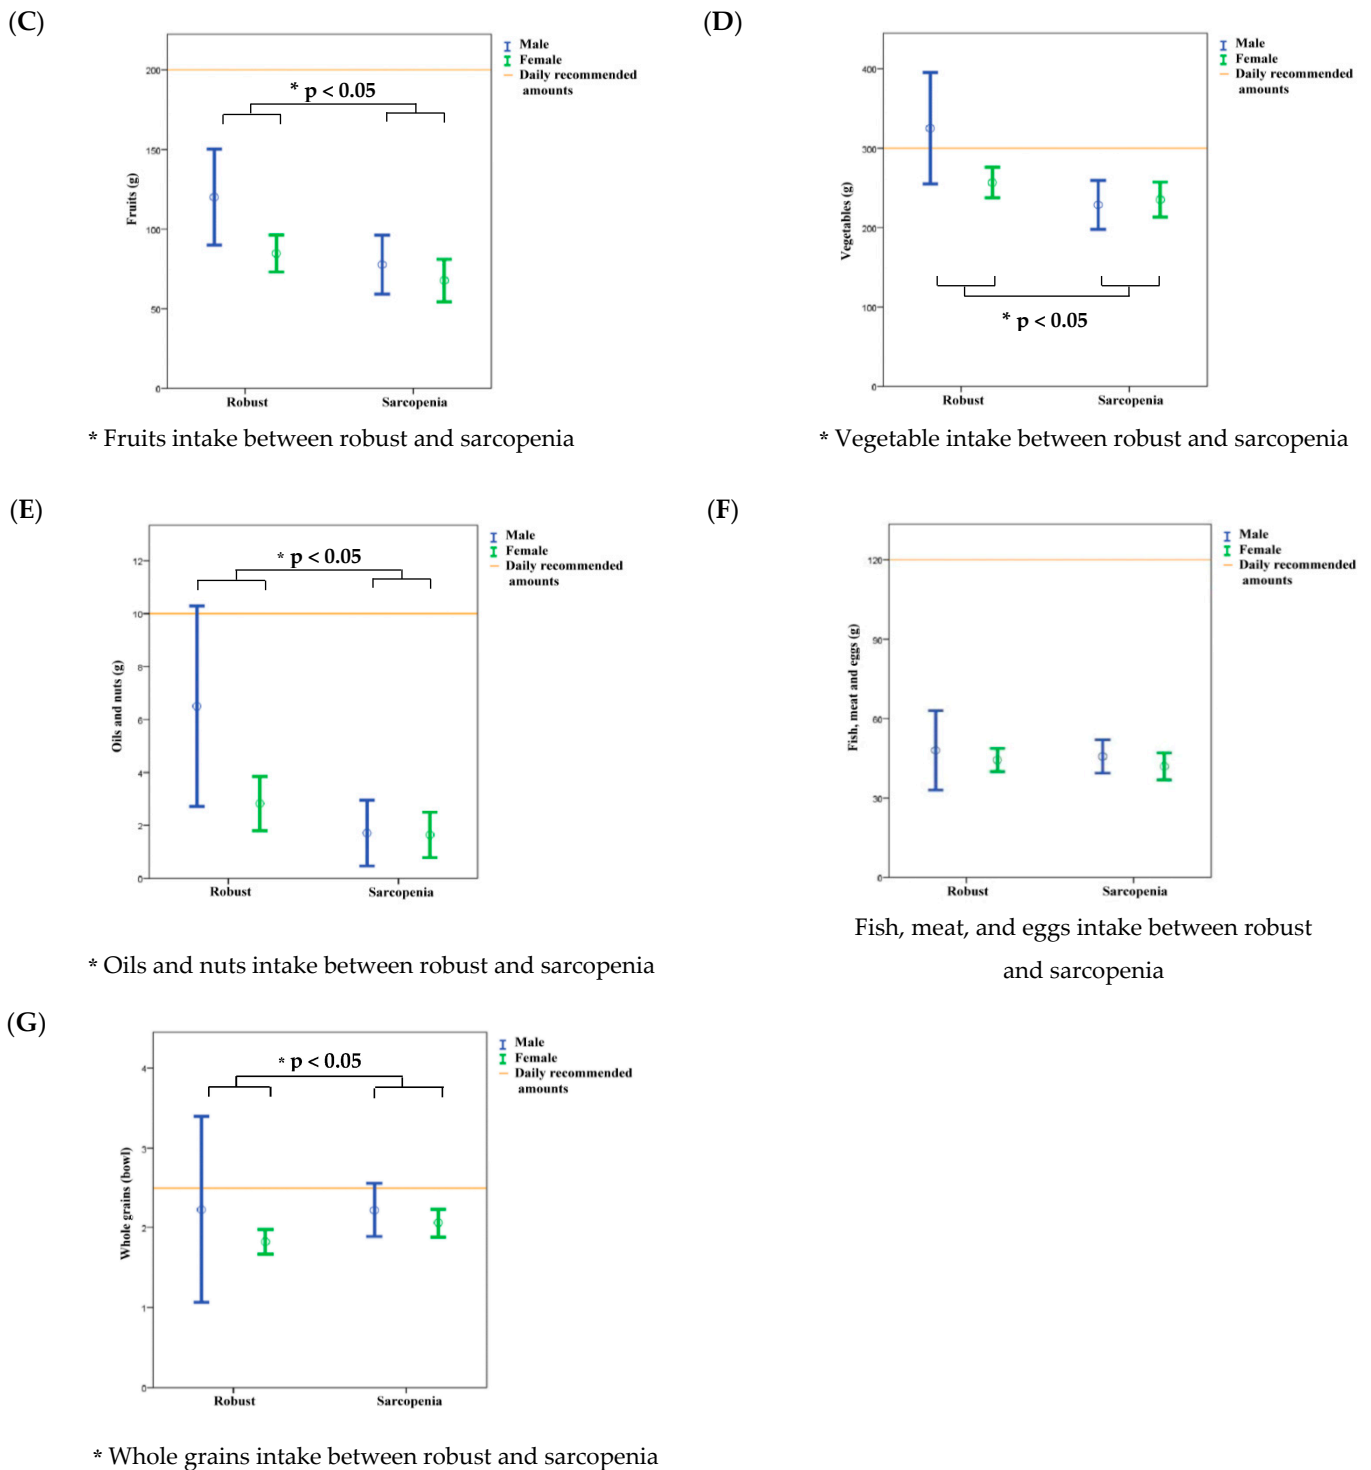 (C)
Male
Female
Daily recommended
amounts
* p < 0.05
Fruits (g)
200
150
100
50
0
Robust
Sarcopenia
* Fruits intake between robust and sarcopenia
(D)
Male
Female
Daily recommended
amounts
Vegetables (g)
400
300
200
100
0
* p < 0.05
Robust
Sarcopenia
* Vegetable intake between robust and sarcopenia
(E)
Male
Female
Daily recommended
amounts
* p < 0.05
Oils and nuts (g)
12
10
8
6
4
2
0
Robust
Sarcopenia
* Oils and nuts intake between robust and sarcopenia
(F)
Male
Female
Daily recommended
amounts
Fish, meat and eggs (g)
120
90
60
30
0
Robust
Sarcopenia
Fish, meat, and eggs intake between robust
and sarcopenia
(G)
Male
Female
Daily recommended
amounts
* p < 0.05
Whole grains (bowl)
4
3
2
1
0
Robust
Sarcopenia
* Whole grains intake between robust and sarcopenia